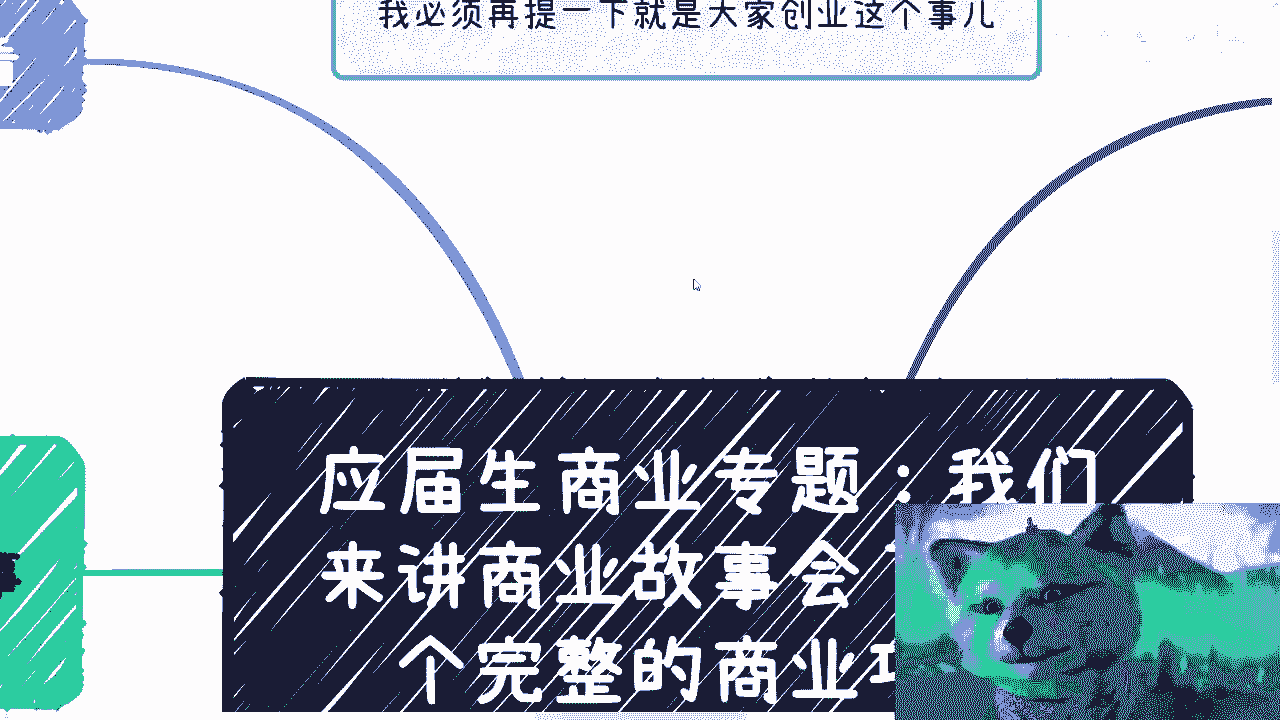 我必须再提一下就是大家创业这个事儿
应届生商业专题：我们
来讲商业故事会
个完整的商业